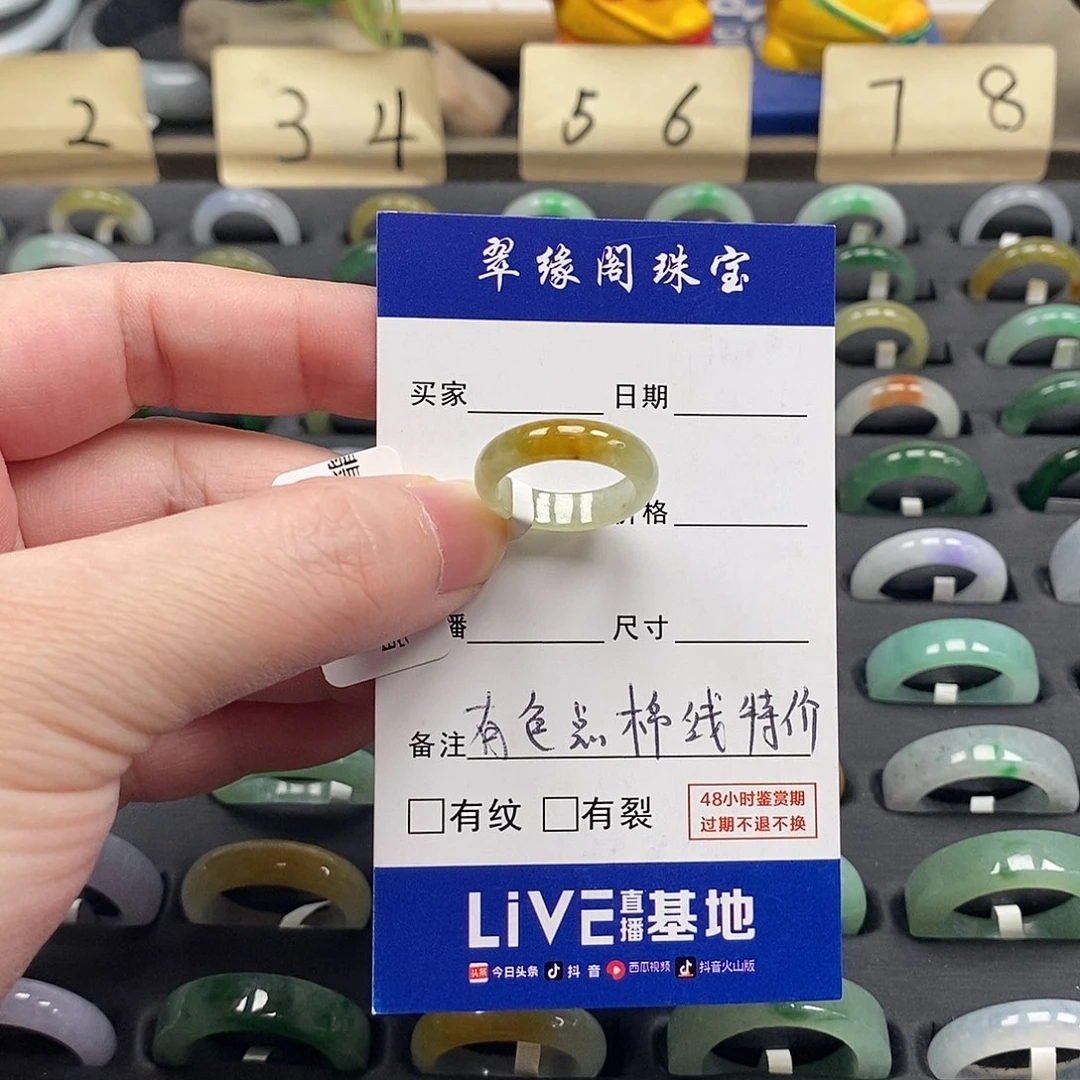 2
3 4
5 6
7 8
翠缘阁珠宝
买家 日期
价格
播 尺寸
备注 有色点棉线特价
有纹 有裂
48小时鉴赏期
过期不退不换
LiVE直播基地
今日头条 抖音 西瓜视频 抖音火山版